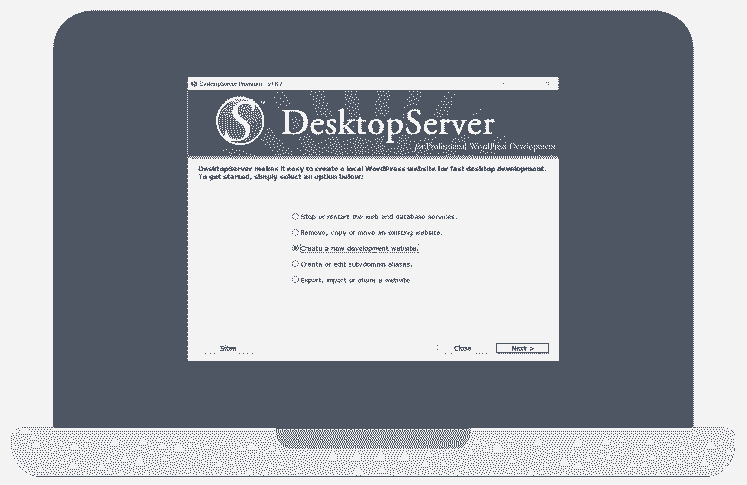 DesktopServer Premium v3.8.7
DesktopServer
for Professional WordPress Development
DesktopServer makes it easy to create a local WordPress website for fast desktop development.
To get started, simply select an option below:
Stop or restart the web and database services.
Remove, copy or move an existing website.
Create a new development website.
Create or edit subdomain aliases.
Export, import or share a website
Sites
Close
Next >